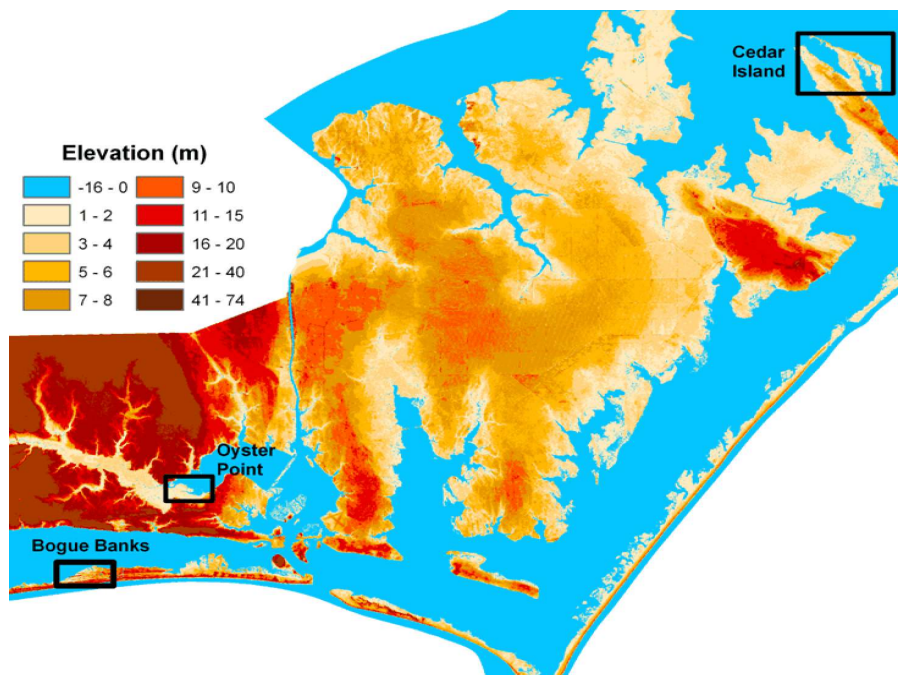 Cedar
Island
Elevation (m)
-16 - 0
9 - 10
1 - 2
11 - 15
3 - 4
16 - 20
5 - 6
21 - 40
7 - 8
41 - 74
Oyster
Point
Bogue Banks